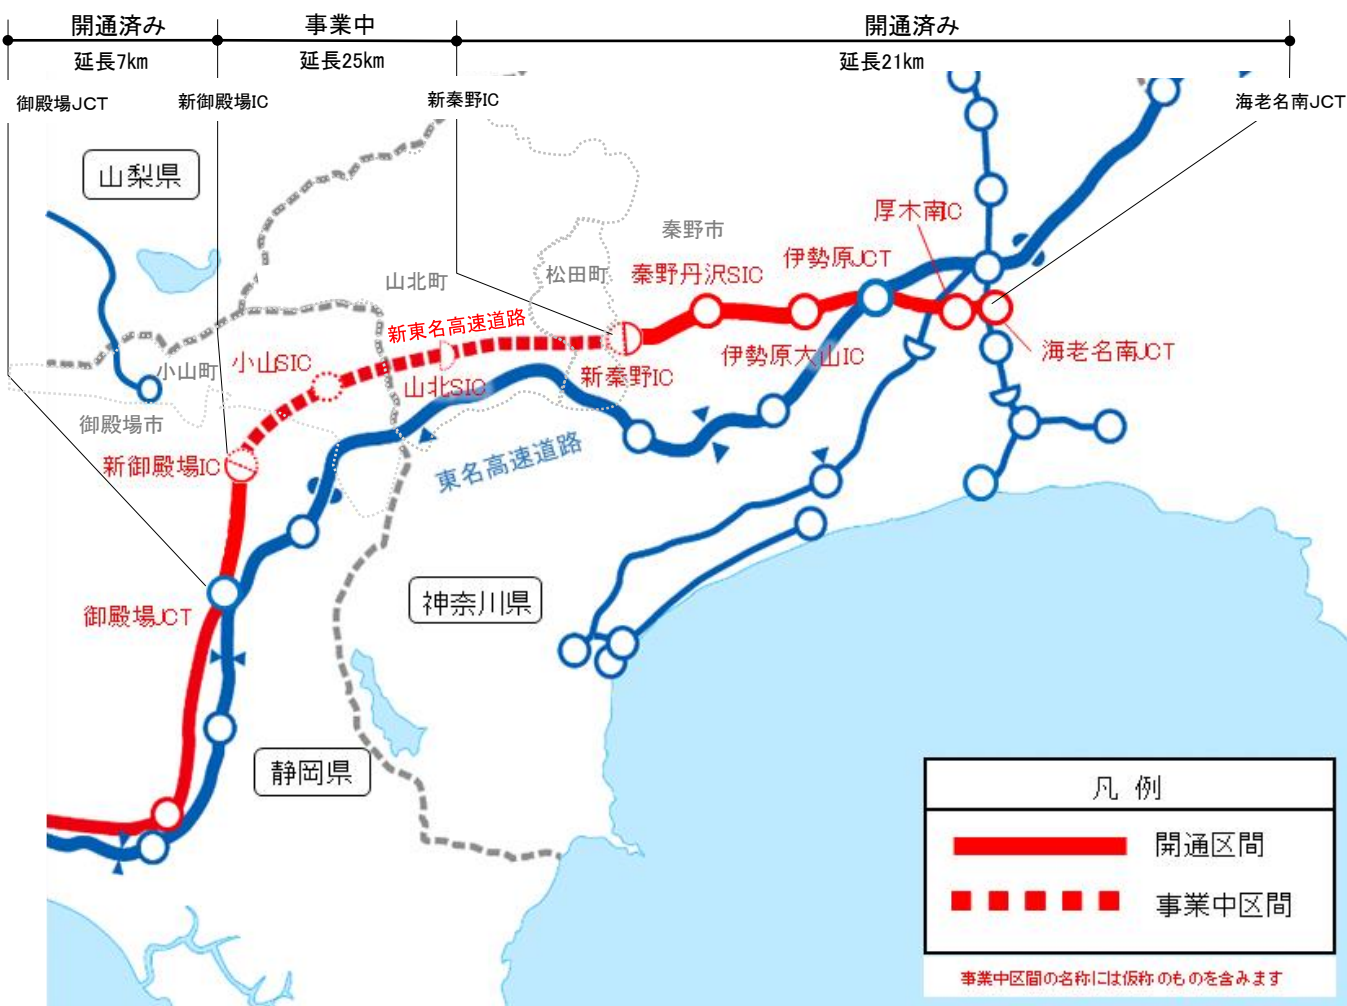 開通済み
事業中
開通済み
延長7km
延長25km
延長21km
御殿場JCT
新御殿場IC
新秦野IC
海老名南JCT
山梨県
厚木南IC
秦野市
伊勢原JCT
松田町
秦野丹沢SIC
山北町
新東名高速道路
伊勢原大山IC
海老名南JCT
小山SIC
小山町
山北SIC
新秦野IC
御殿場市
新御殿場IC
東名高速道路
御殿場JCT
神奈川県
静岡県
凡 例
開通区間
事業中区間
事業中区間の名称には仮称のものを含みます